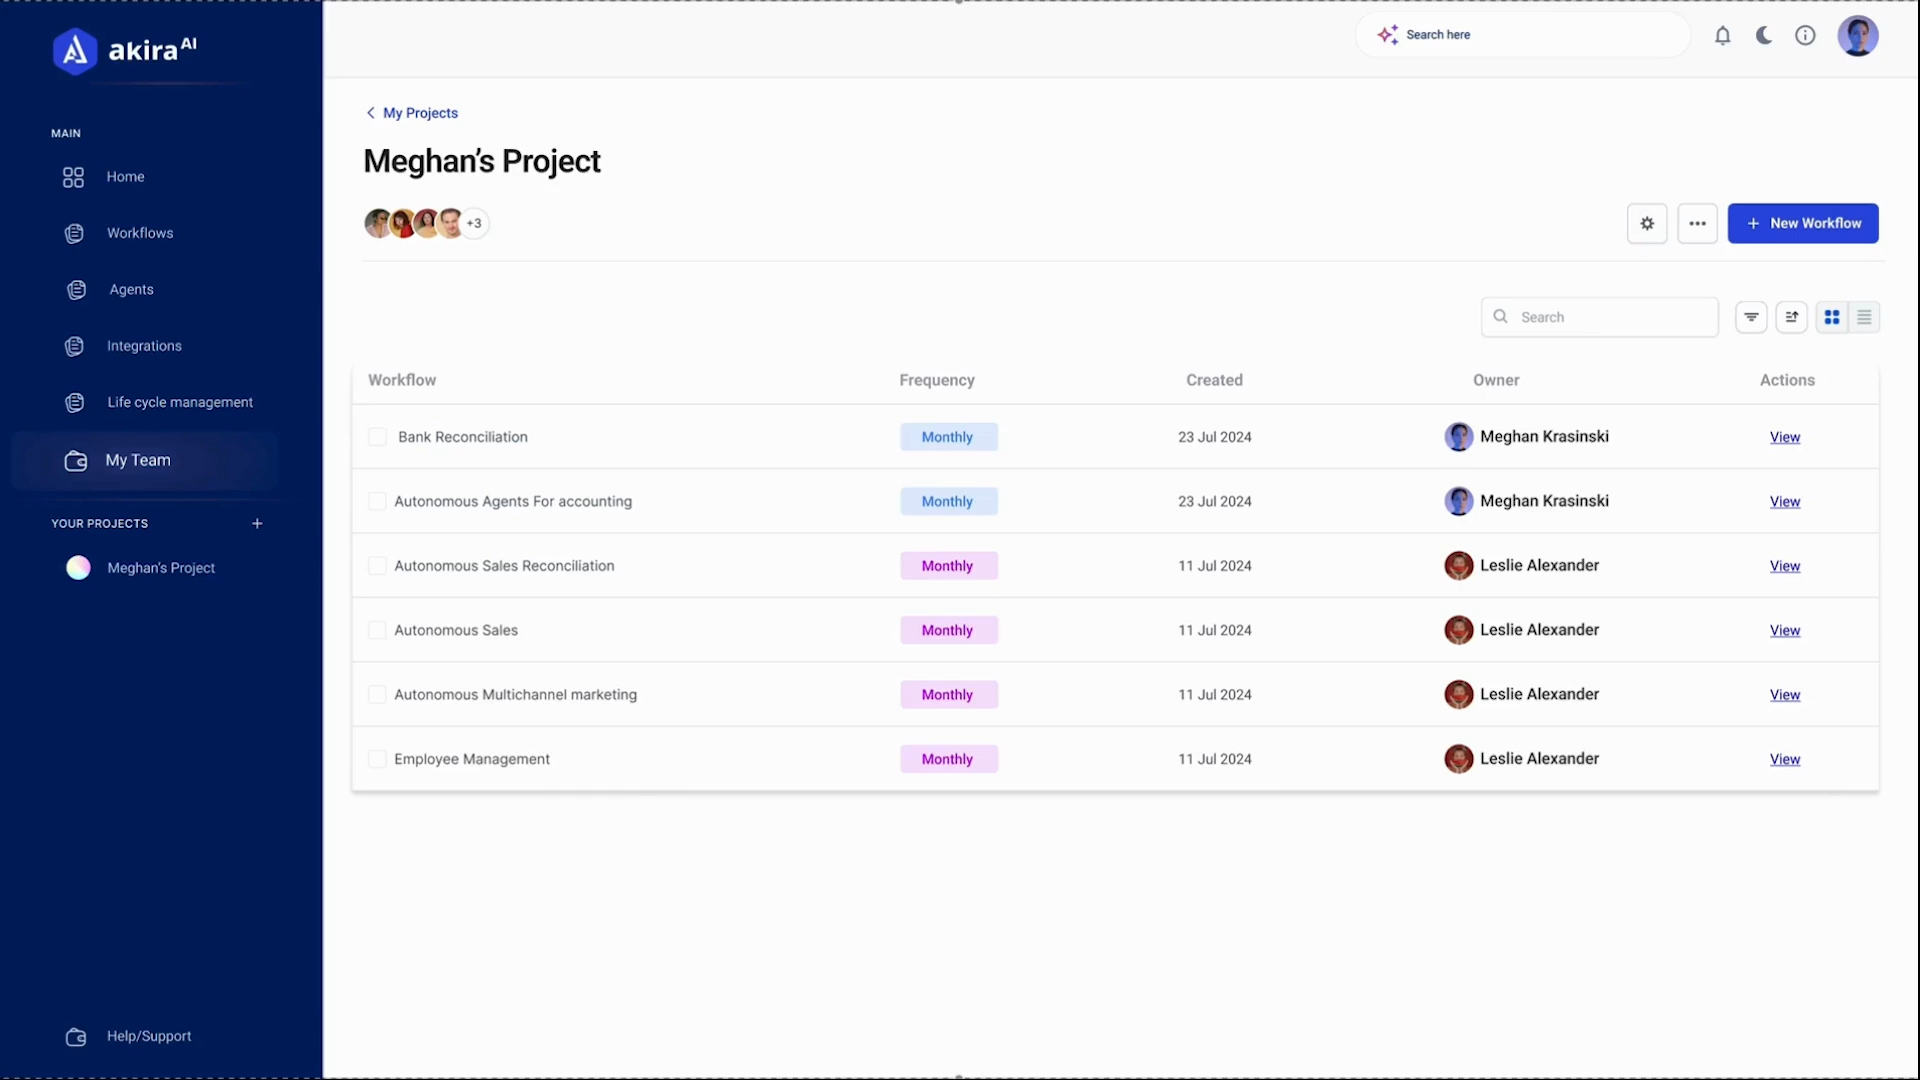 akira AI
MAIN
Home
Workflows
Agents
Integrations
Life cycle management
My Team
YOUR PROJECTS +
Meghan's Project
Help/Support
Search here
My Projects
Meghan's Project
+3
+ New Workflow
Search
Workflow Frequency Created Owner Actions
Bank Reconciliation Monthly 23 Jul 2024 Meghan Krasinski View
Autonomous Agents For accounting Monthly 23 Jul 2024 Meghan Krasinski View
Autonomous Sales Reconciliation Monthly 11 Jul 2024 Leslie Alexander View
Autonomous Sales Monthly 11 Jul 2024 Leslie Alexander View
Autonomous Multichannel marketing Monthly 11 Jul 2024 Leslie Alexander View
Employee Management Monthly 11 Jul 2024 Leslie Alexander View